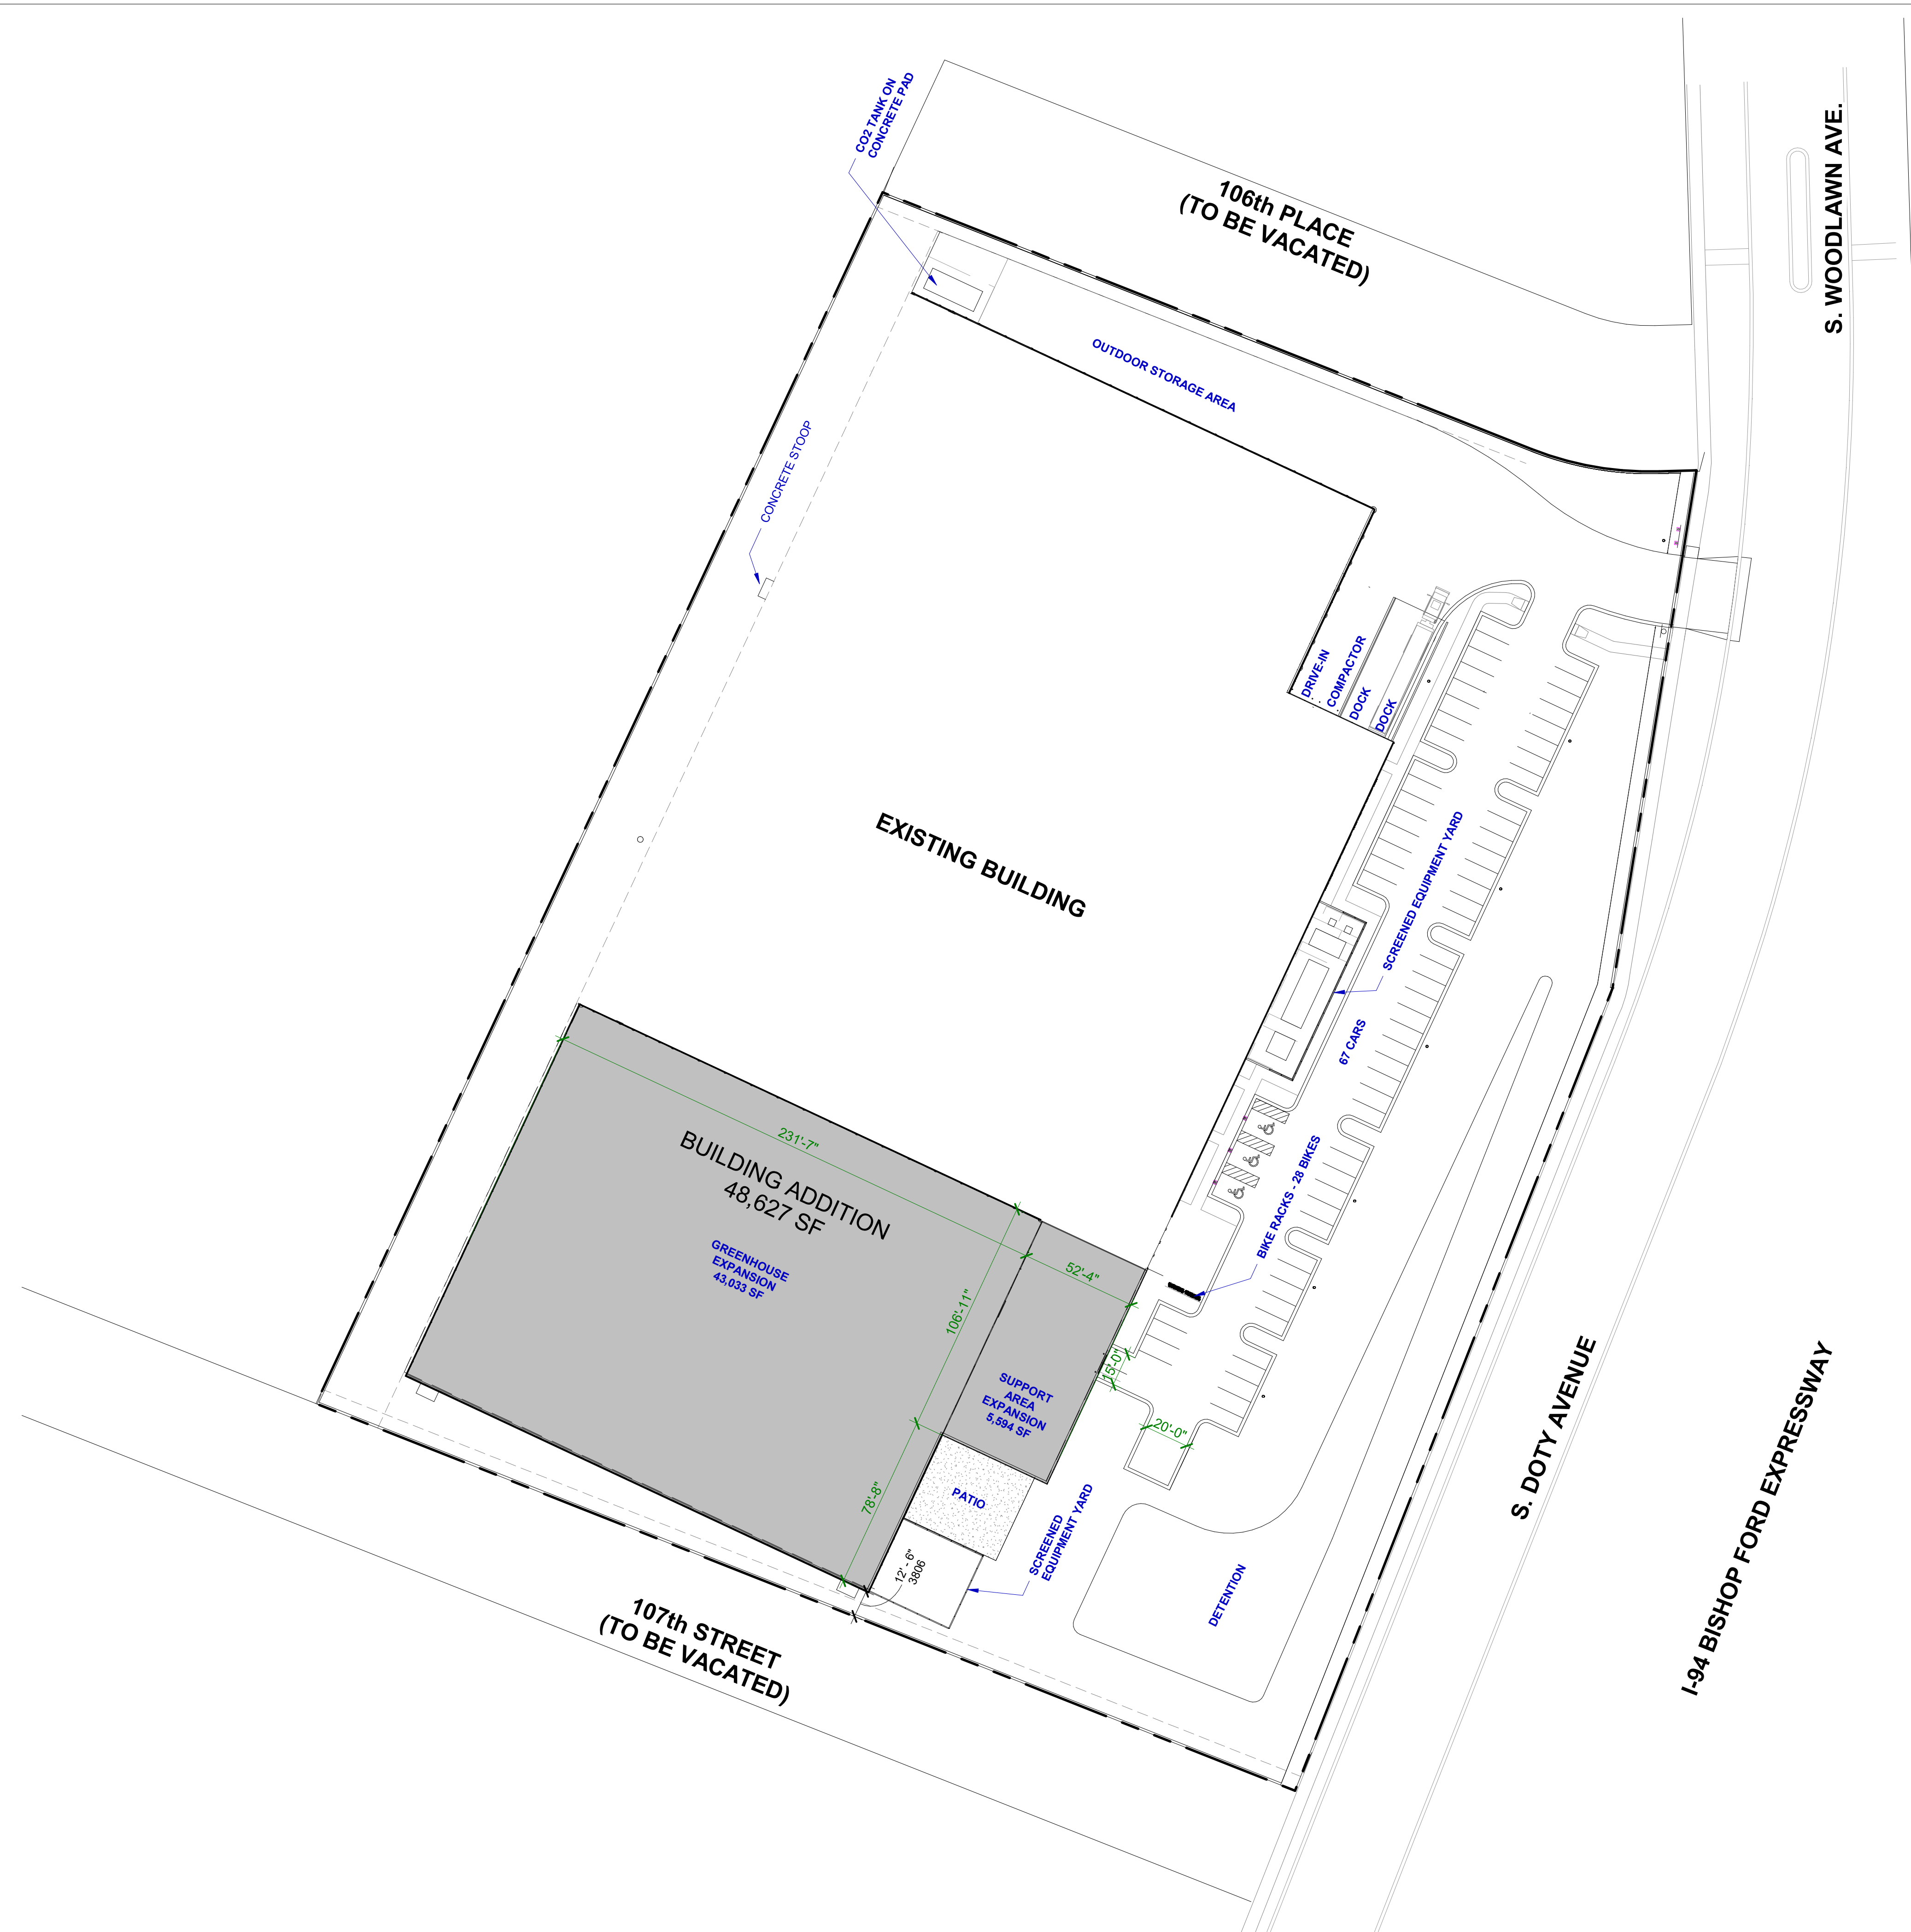 CO2 TANK ON
CONCRETE PAD
106th PLACE
(TO BE VACATED)
S. WOODLAWN AVE.
OUTDOOR STORAGE AREA
CONCRETE STOOP
DRIVE-IN
COMPACTOR
DOCK
DOCK
EXISTING BUILDING
SCREENED EQUIPMENT YARD
67 CARS
231'-7"
BUILDING ADDITION
48,627 SF
GREENHOUSE
EXPANSION
43,033 SF
BIKE RACKS - 28 BIKES
52'-4"
106'-11"
15'-0"
SUPPORT
AREA
EXPANSION
5,594 SF
20'-0"
78'-8"
PATIO
SCREENED
EQUIPMENT YARD
12' - 6"
3806
DETENTION
S. DOTY AVENUE
I-94 BISHOP FORD EXPRESSWAY
107th STREET
(TO BE VACATED)